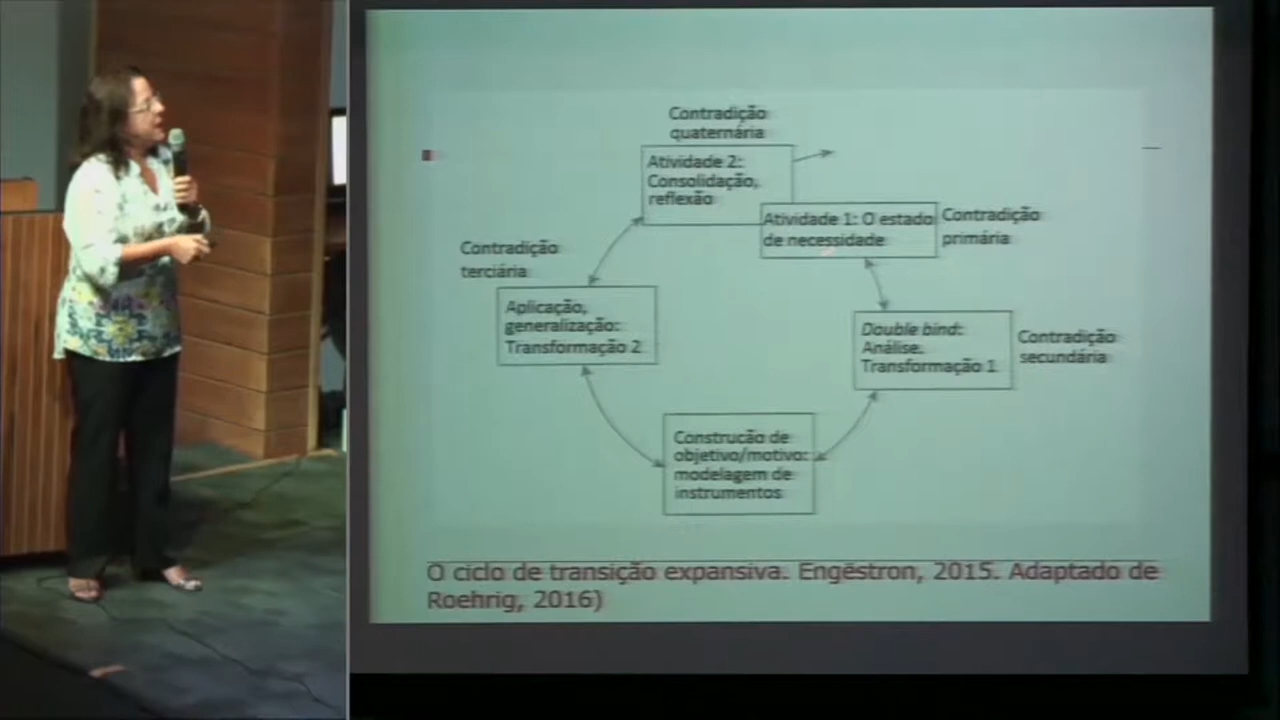 Contradição
quaternária
Atividade 2:
Consolidação,
reflexão
Atividade 1: O estado
de necessidade
Contradição
primária
Contradição
terciária
Aplicação,
generalização:
Transformação 2
Double bind:
Análise.
Transformação 1
Contradição
secundária
Construcão de
objetivo/motivo:
modelagem de
instrumentos
O ciclo de transição expansiva. Engëstron, 2015. Adaptado de
Roehrig, 2016)